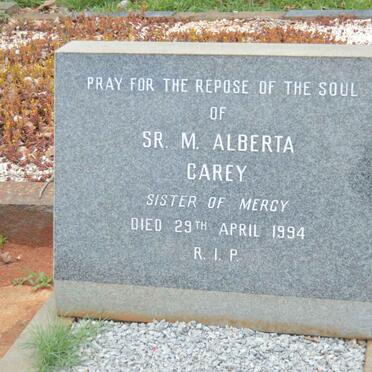 PRAY FOR THE REPOSE OF THE SOUL
OF
SR. M. ALBERTA
CAREY
SISTER OF MERCY
DIED 29TH APRIL 1994
R. I. P.